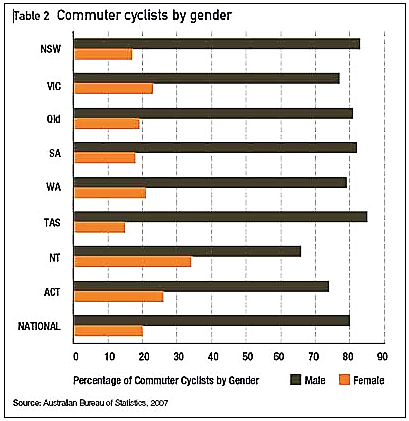 Table 2 Commuter cyclists by gender
NSW
VIC
Qld
SA
WA
TAS
NT
ACT
NATIONAL
0 10 20 30 40 50 60 70 80 90
Percentage of Commuter Cyclists by Gender Male Female
Source: Australian Bureau of Statistics, 2007